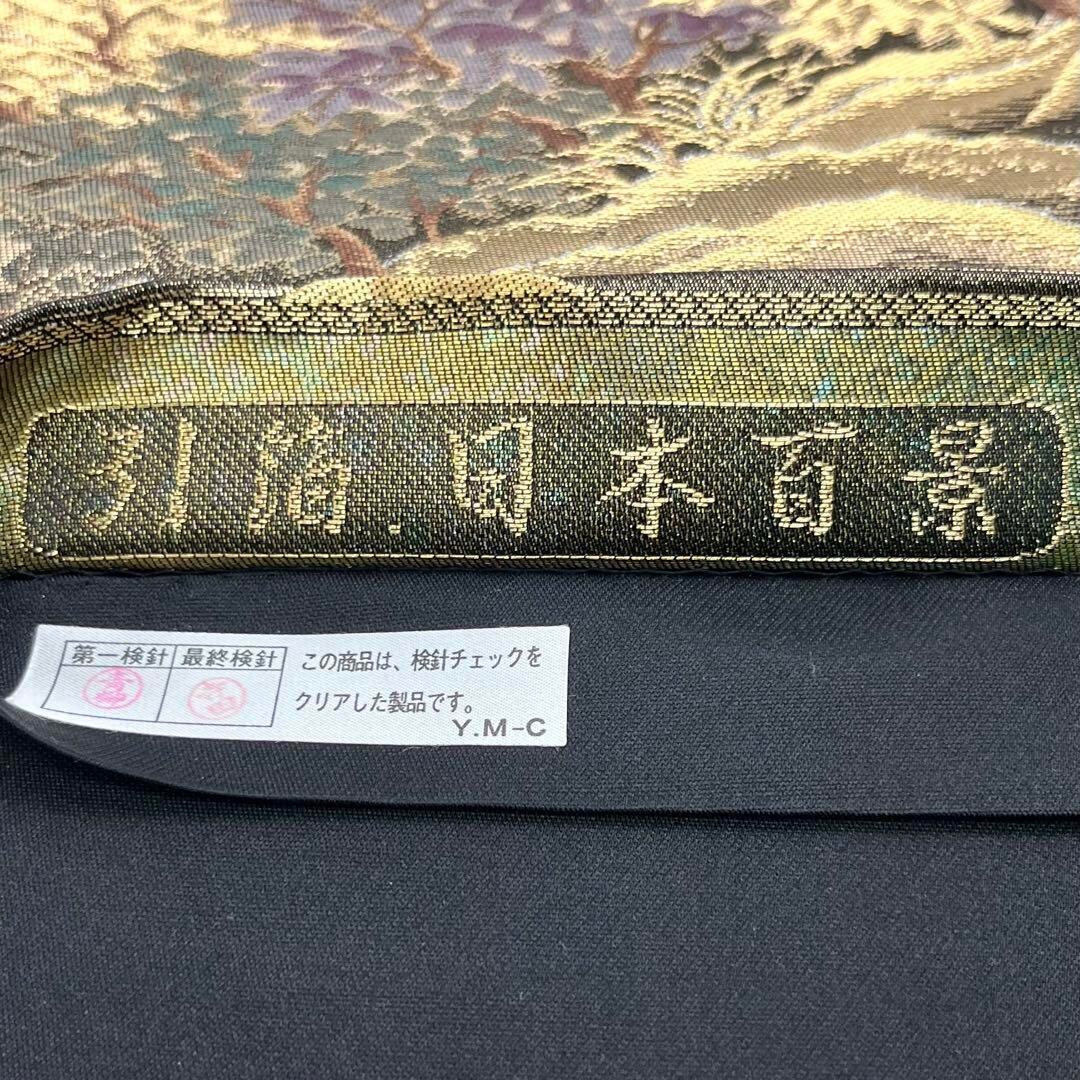 引箔.日本百景
第一検針 最終検針
この商品は、検針チェックを
クリアした製品です。
Y.M-C